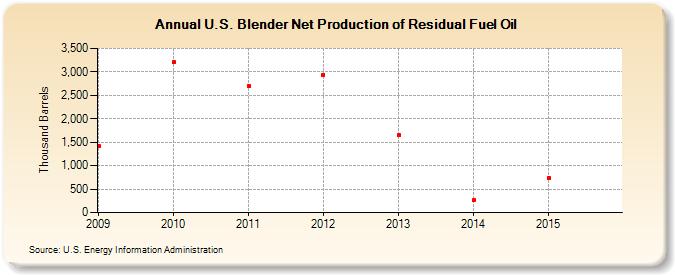 Annual U.S. Blender Net Production of Residual Fuel Oil
Thousand Barrels
3,500
3,000
2,500
2,000
1,500
1,000
500
0
2009 2010 2011 2012 2013 2014 2015
Source: U.S. Energy Information Administration